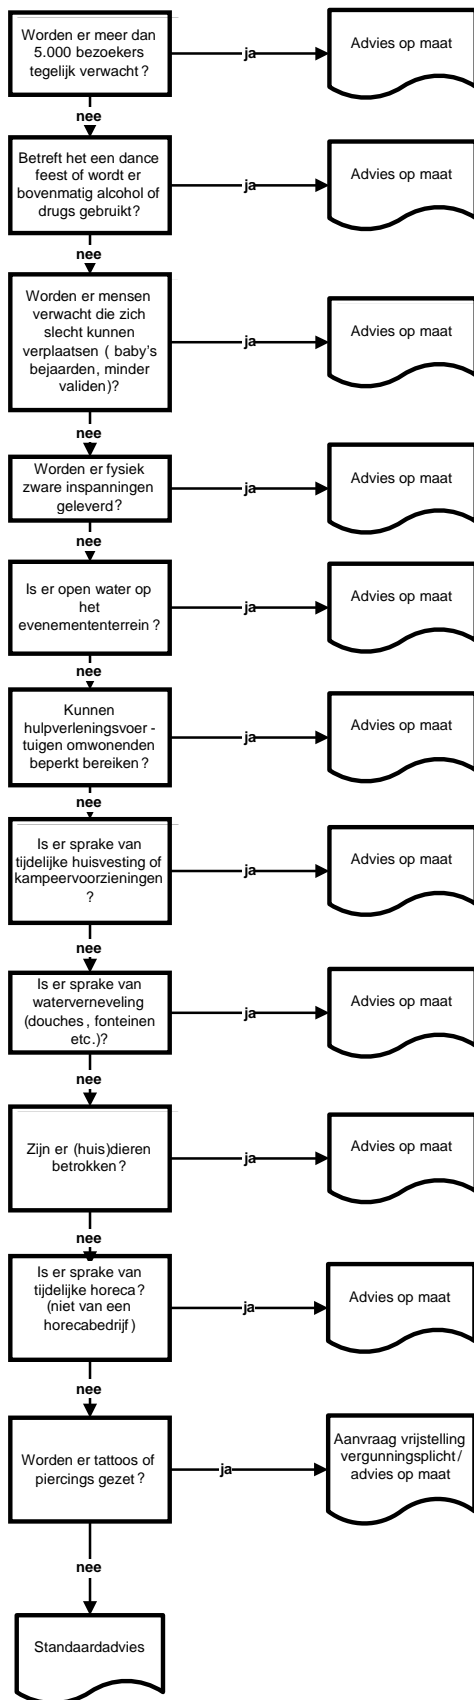 Worden er meer dan
5.000 bezoekers
tegelijk verwacht?
ja
Advies op maat
nee
Betreft het een dance
feest of wordt er
bovenmatig alcohol of
drugs gebruikt?
ja
Advies op maat
nee
Worden er mensen
verwacht die zich
slecht kunnen
verplaatsen ( baby's
bejaarden, minder
validen)?
ja
Advies op maat
nee
Worden er fysiek
zware inspanningen
geleverd?
ja
Advies op maat
nee
Is er open water op
het
evenemententerrein?
ja
Advies op maat
nee
Kunnen
hulpverleningsvoer -
tuigen omwonenden
beperkt bereiken?
ja
Advies op maat
nee
Is er sprake van
tijdelijke huisvesting of
kampeervoorzieningen
?
ja
Advies op maat
nee
Is er sprake van
waterverneveling
(douches, fonteinen
etc.)?
ja
Advies op maat
nee
Zijn er (huis)dieren
betrokken?
ja
Advies op maat
nee
Is er sprake van
tijdelijke horeca?
(niet van een
horecabedrijf)
ja
Advies op maat
nee
Worden er tattoos of
piercings gezet?
ja
Aanvraag vrijstelling
vergunningsplicht/
advies op maat
nee
Standaardadvies